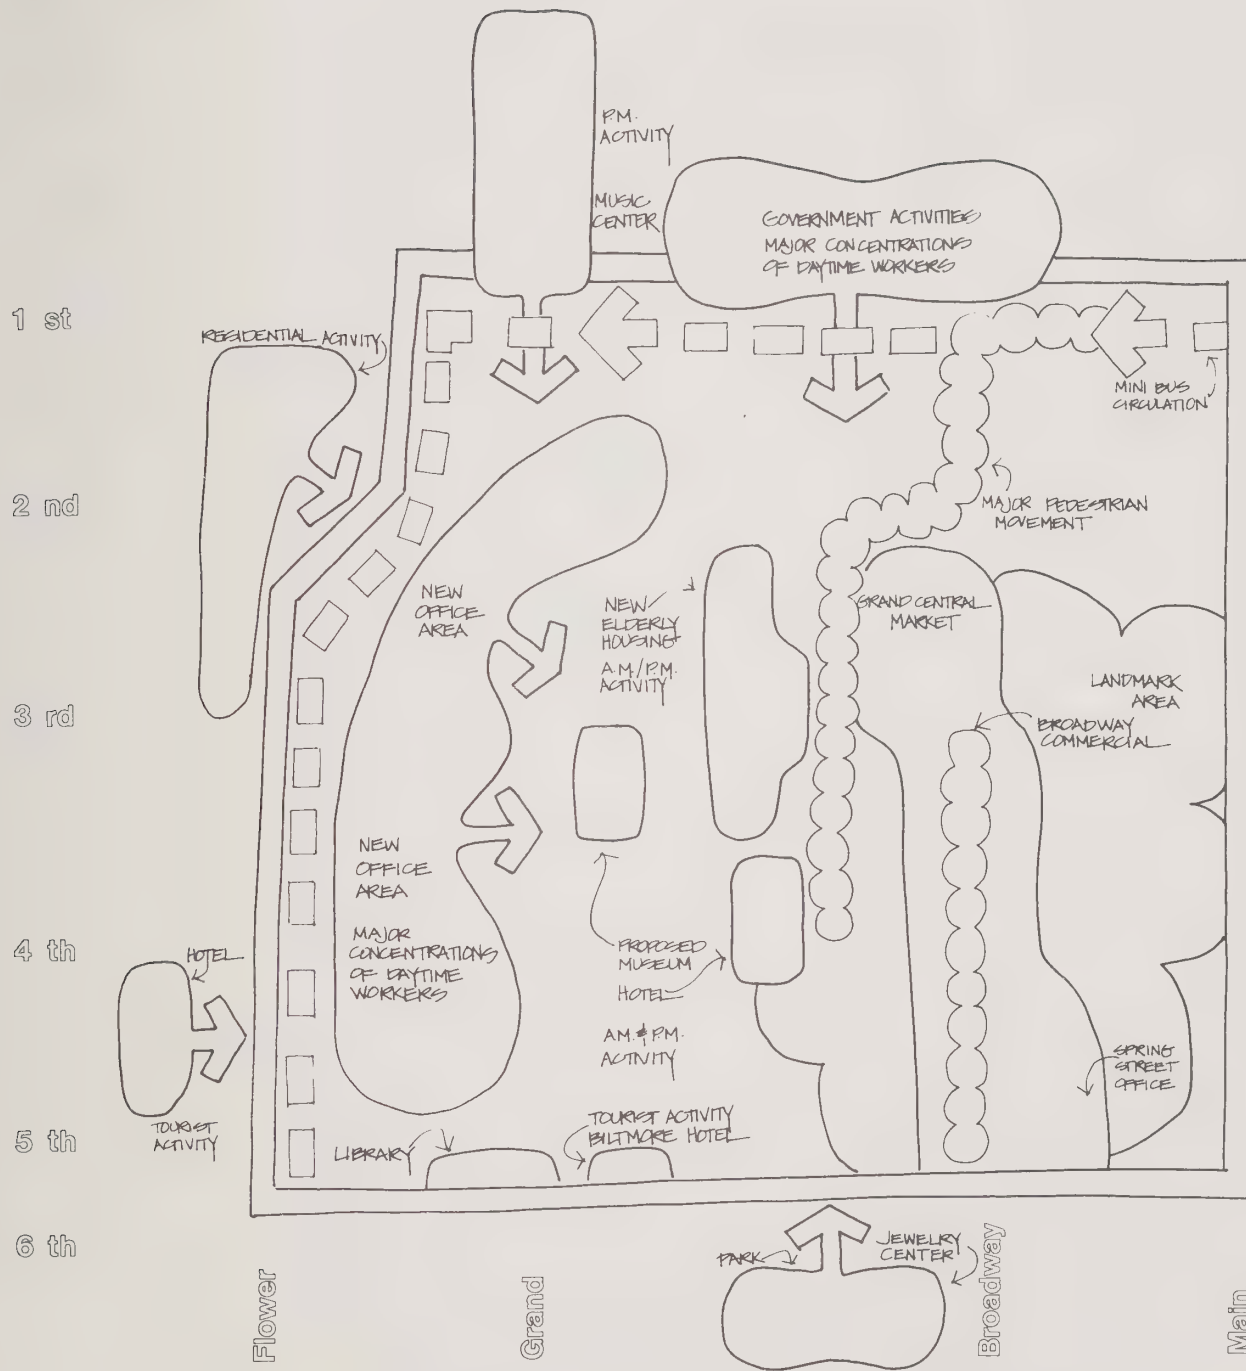 P.M.
ACTIVITY
MUSIC
CENTER
GOVERNMENT ACTIVITIES
MAJOR CONCENTRATIONS
OF DAYTIME WORKERS
1 st
RESIDENTIAL ACTIVITY
MINI BUS
CIRCULATION
2 nd
MAJOR PEDESTRIAN
MOVEMENT
NEW
OFFICE
AREA
NEW
ELDERLY
HOUSING
A.M./P.M.
ACTIVITY
GRAND CENTRAL
MARKET
LANDMARK
AREA
3 rd
BROADWAY
COMMERCIAL
NEW
OFFICE
AREA
MAJOR
CONCENTRATIONS
OF DAYTIME
WORKERS
4 th
HOTEL
PROPOSED
MUSEUM
HOTEL
A.M. & P.M.
ACTIVITY
SPRING
STREET
OFFICE
TOURIST
ACTIVITY
5 th
LIBRARY
TOURIST ACTIVITY
BILTMORE HOTEL
6 th
PARK
JEWELRY
CENTER
Flower
Grand
Broadway
Main